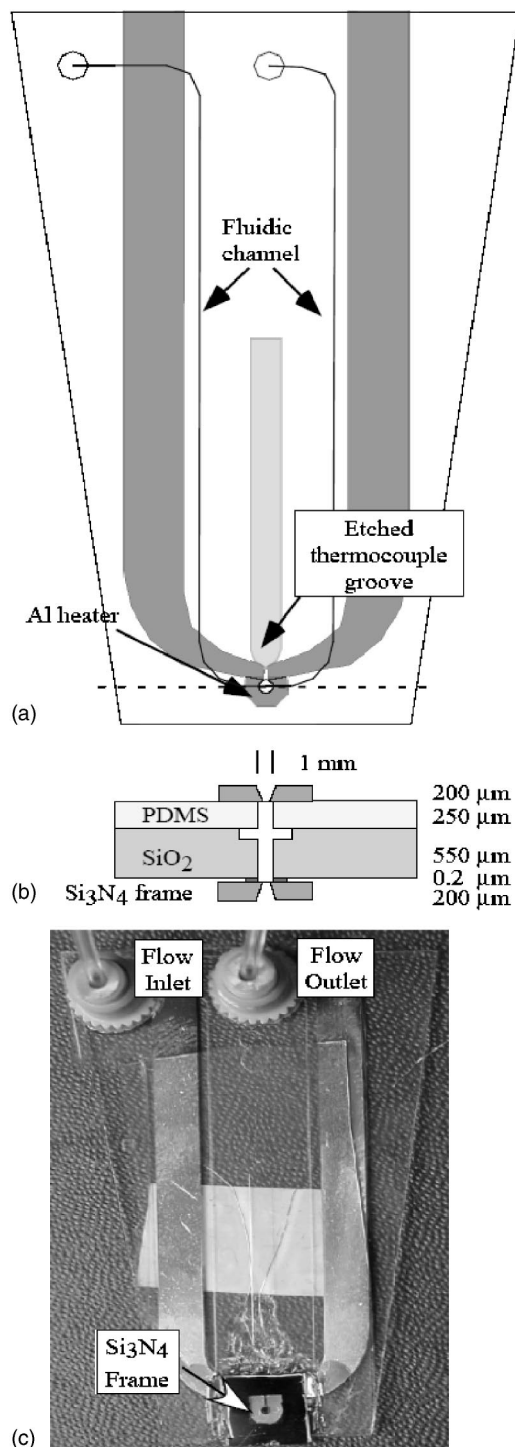 Fluidic
channel
Etched
thermocouple
groove
Al heater
(a)
1 mm
PDMS
200 µm
250 µm
SiO2
550 µm
0.2 µm
(b)
Si3N4 frame
200 µm
Flow
Inlet
Flow
Outlet
Si3N4
Frame
(c)